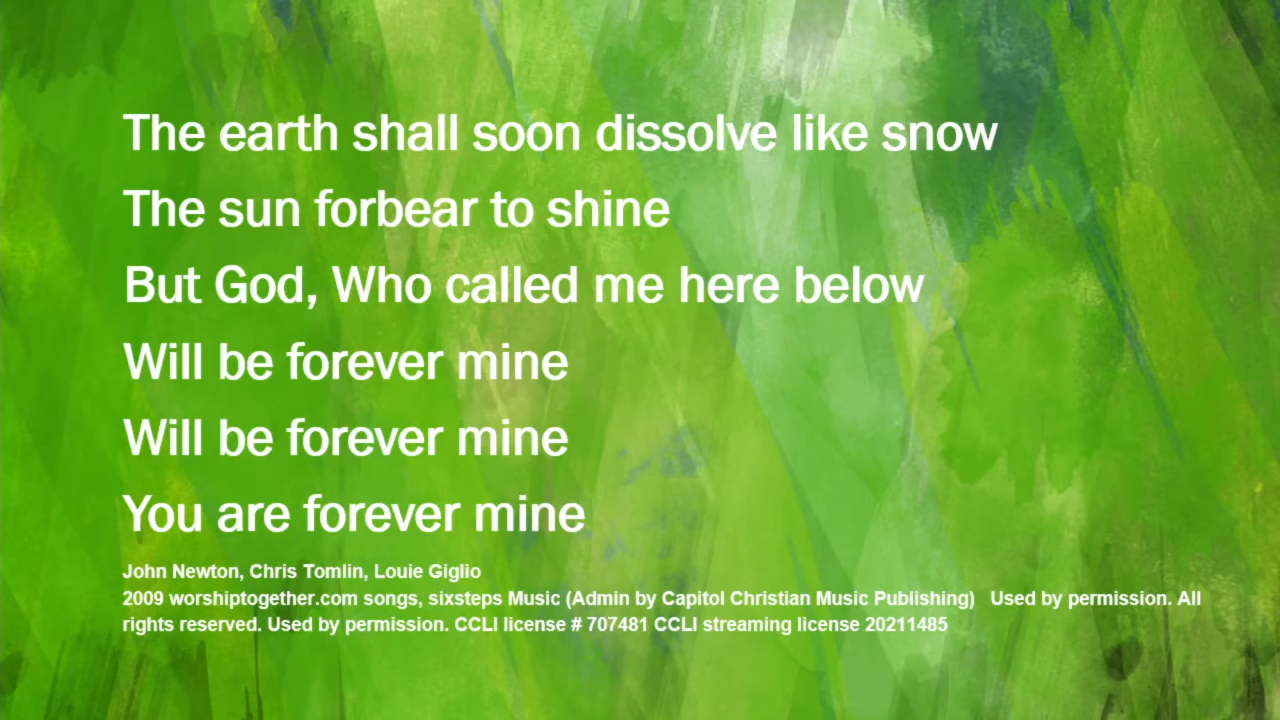 The earth shall soon dissolve like snow
The sun forbear to shine
But God, Who called me here below
Will be forever mine
Will be forever mine
You are forever mine
John Newton, Chris Tomlin, Louie Giglio
2009 worshiptogether.com songs, sixsteps Music (Admin by Capitol Christian Music Publishing)   Used by permission. All
rights reserved. Used by permission. CCLI license # 707481 CCLI streaming license 20211485